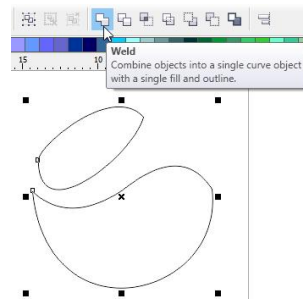 15
10
Weld
Combine objects into a single curve object
with a single fill and outline.